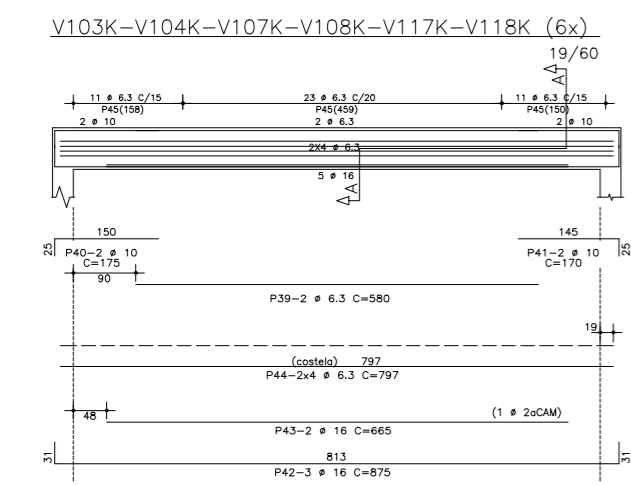 V103K-V104K-V107K-V108K-V117K-V118K (6x)
19/60
A
11 ø 6.3 C/15 23 ø 6.3 C/20 11 ø 6.3 C/15
P45(158) P45(459) P45(150)
2 ø 10 2 ø 6.3 2 ø 10
2X4 ø 6.3
5 ø 16
A
150 145
25 P40-2 ø 10 P41-2 ø 10 25
C=175 C=170
90
P39-2 ø 6.3 C=580
19
(costela) 797
P44-2x4 ø 6.3 C=797
48 (1 ø 2aCAM)
P43-2 ø 16 C=665
31 813 31
P42-3 ø 16 C=875